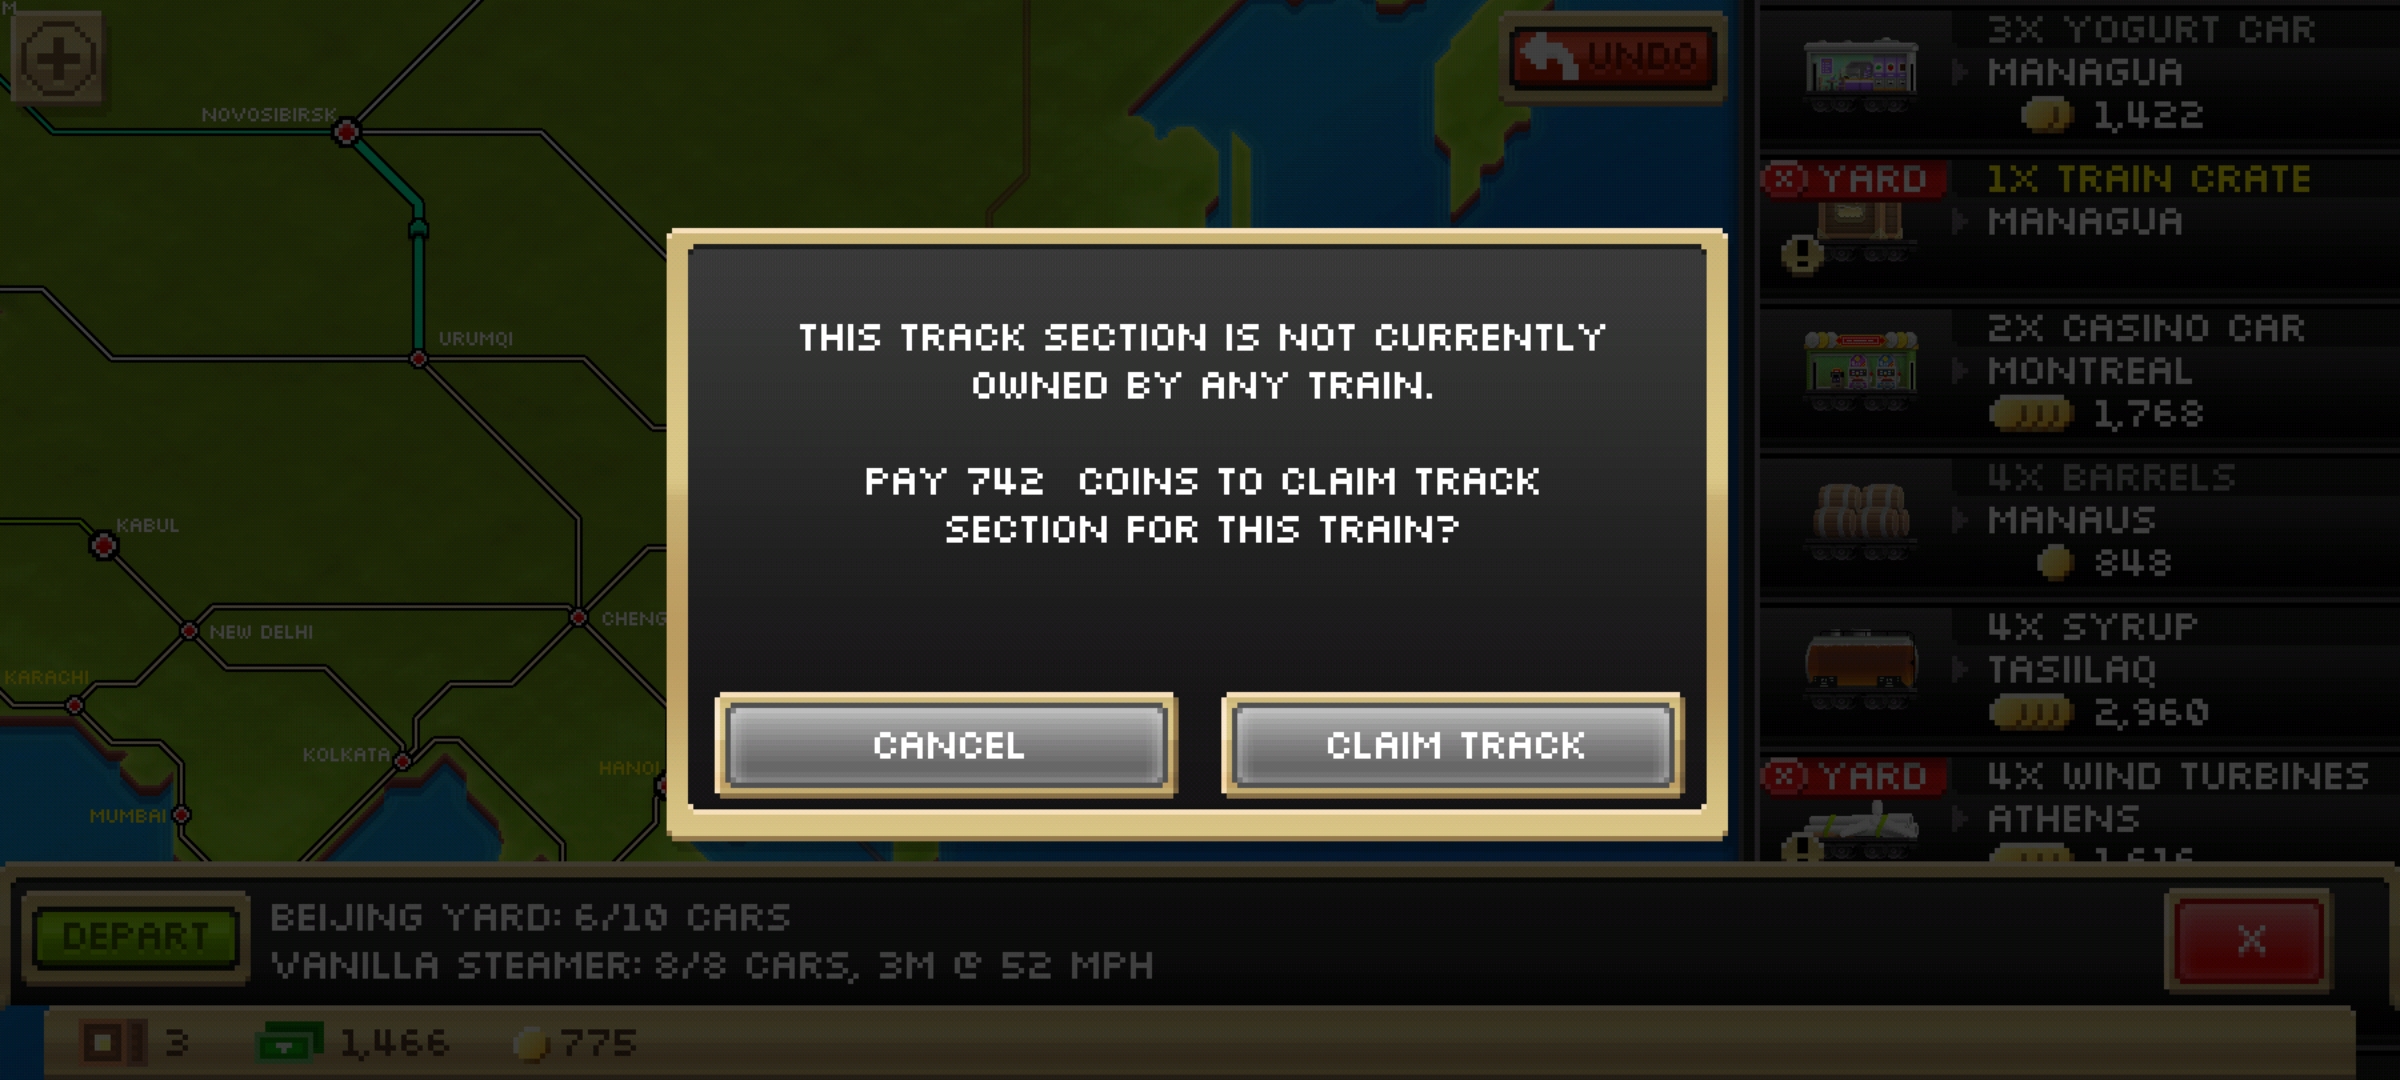 M
UNDO
NOVOSIBIRSK
URUMQI
KABUL
NEW DELHI
CHENG
KARACHI
KOLKATA
HANOI
MUMBAI
THIS TRACK SECTION IS NOT CURRENTLY
OWNED BY ANY TRAIN.
PAY 742 COINS TO CLAIM TRACK
SECTION FOR THIS TRAIN?
CANCEL
CLAIM TRACK
3X YOGURT CAR
MANAGUA
1,422
YARD
1X TRAIN CRATE
MANAGUA
2X CASINO CAR
MONTREAL
1,768
4X BARRELS
MANAUS
848
4X SYRUP
TASIILAQ
2,960
YARD
4X WIND TURBINES
ATHENS
1,616
DEPART
BEIJING YARD: 6/10 CARS
VANILLA STEAMER: 8/8 CARS, 3M @ 52 MPH
X
3
1,466
775